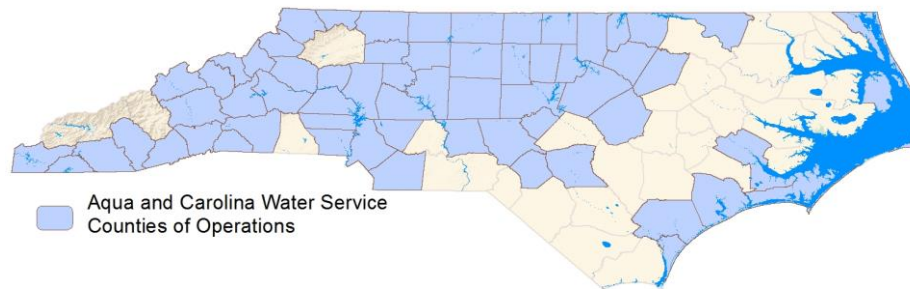 Aqua and Carolina Water Service
Counties of Operations